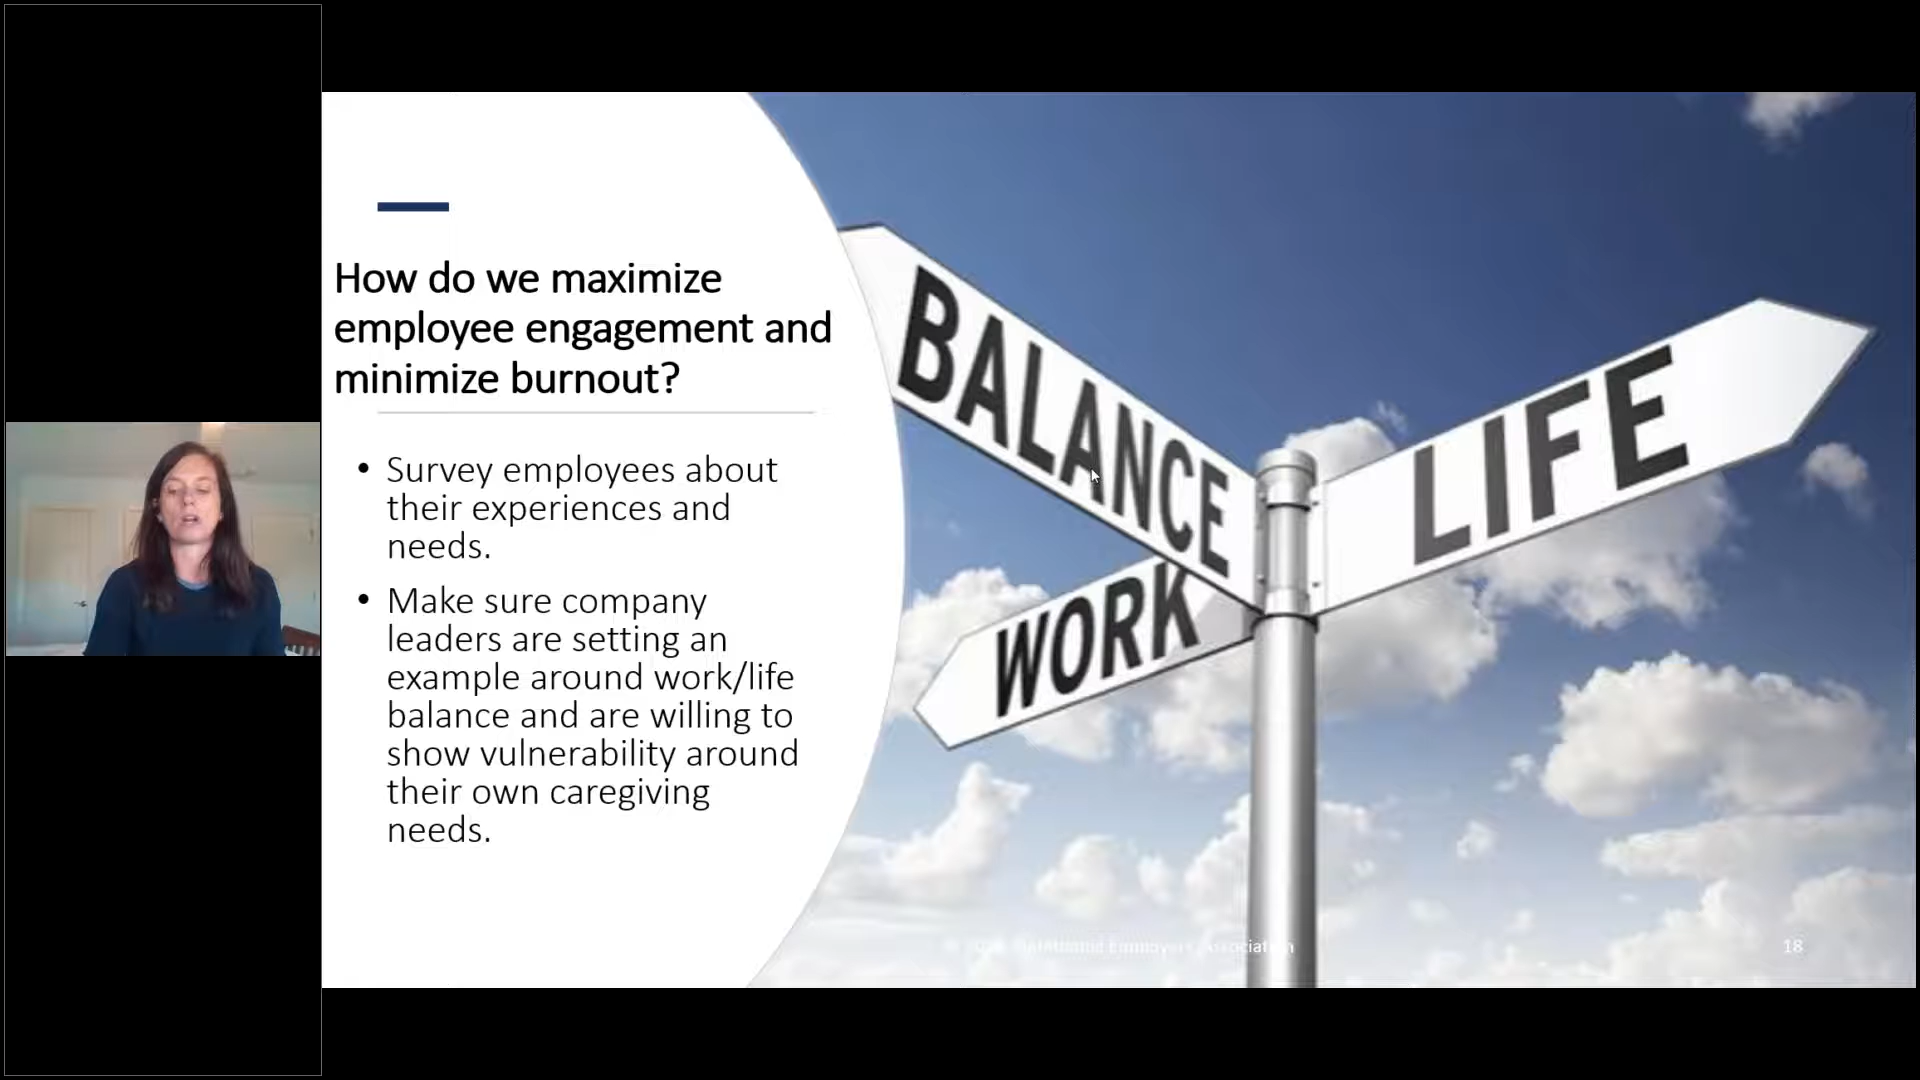 How do we maximize
employee engagement and
minimize burnout?
• Survey employees about
their experiences and
needs.
• Make sure company
leaders are setting an
example around work/life
balance and are willing to
show vulnerability around
their own caregiving
needs.
BALANCE
LIFE
WORK
Employers Association
18